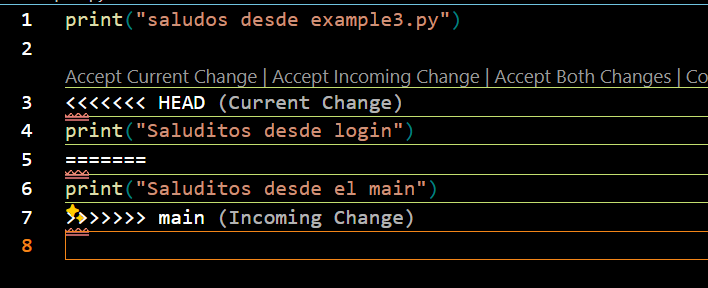 1 print("saludos desde example3.py")
2
Accept Current Change | Accept Incoming Change | Accept Both Changes | Co
3 <<<<<<< HEAD (Current Change)
4 print("Saluditos desde login")
5 =======
6 print("Saluditos desde el main")
7 >>>>>>> main (Incoming Change)
8